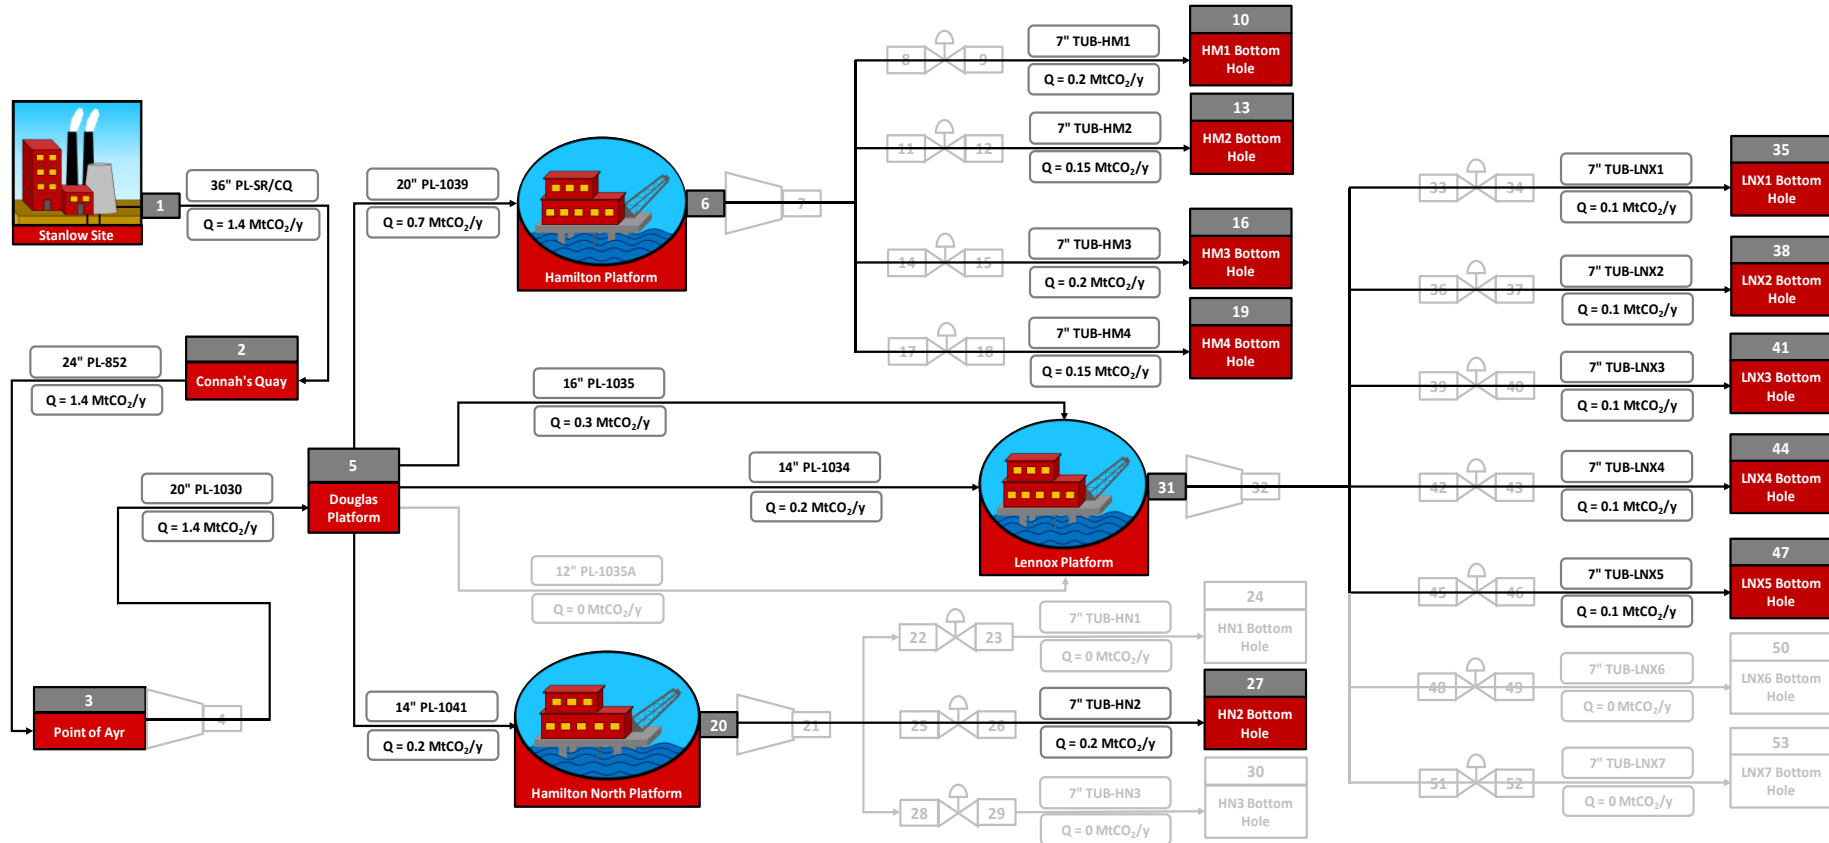 1
Stanlow Site
36" PL-SR/CQ
Q = 1.4 MtCO₂/y
2
Connah's Quay
24" PL-852
Q = 1.4 MtCO₂/y
3
Point of Ayr
4
20" PL-1030
Q = 1.4 MtCO₂/y
5
Douglas
Platform
20" PL-1039
Q = 0.7 MtCO₂/y
Hamilton Platform
6
7
8
9
7" TUB-HM1
Q = 0.2 MtCO₂/y
10
HM1 Bottom
Hole
11
12
7" TUB-HM2
Q = 0.15 MtCO₂/y
13
HM2 Bottom
Hole
14
15
7" TUB-HM3
Q = 0.2 MtCO₂/y
16
HM3 Bottom
Hole
17
18
7" TUB-HM4
Q = 0.15 MtCO₂/y
19
HM4 Bottom
Hole
16" PL-1035
Q = 0.3 MtCO₂/y
14" PL-1034
Q = 0.2 MtCO₂/y
12" PL-1035A
Q = 0 MtCO₂/y
Lennox Platform
31
32
14" PL-1041
Q = 0.2 MtCO₂/y
Hamilton North Platform
20
21
22
23
7" TUB-HN1
Q = 0 MtCO₂/y
24
HN1 Bottom
Hole
25
26
7" TUB-HN2
Q = 0.2 MtCO₂/y
27
HN2 Bottom
Hole
28
29
7" TUB-HN3
Q = 0 MtCO₂/y
30
HN3 Bottom
Hole
33
34
7" TUB-LNX1
Q = 0.1 MtCO₂/y
35
LNX1 Bottom
Hole
36
37
7" TUB-LNX2
Q = 0.1 MtCO₂/y
38
LNX2 Bottom
Hole
39
40
7" TUB-LNX3
Q = 0.1 MtCO₂/y
41
LNX3 Bottom
Hole
42
43
7" TUB-LNX4
Q = 0.1 MtCO₂/y
44
LNX4 Bottom
Hole
45
46
7" TUB-LNX5
Q = 0.1 MtCO₂/y
47
LNX5 Bottom
Hole
48
49
7" TUB-LNX6
Q = 0 MtCO₂/y
50
LNX6 Bottom
Hole
51
52
7" TUB-LNX7
Q = 0 MtCO₂/y
53
LNX7 Bottom
Hole